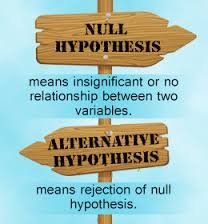 NULL
HYPOTHESIS
means insignificant or no
relationship between two
variables.
ALTERNATIVE
HYPOTHESIS
means rejection of null
hypothesis.